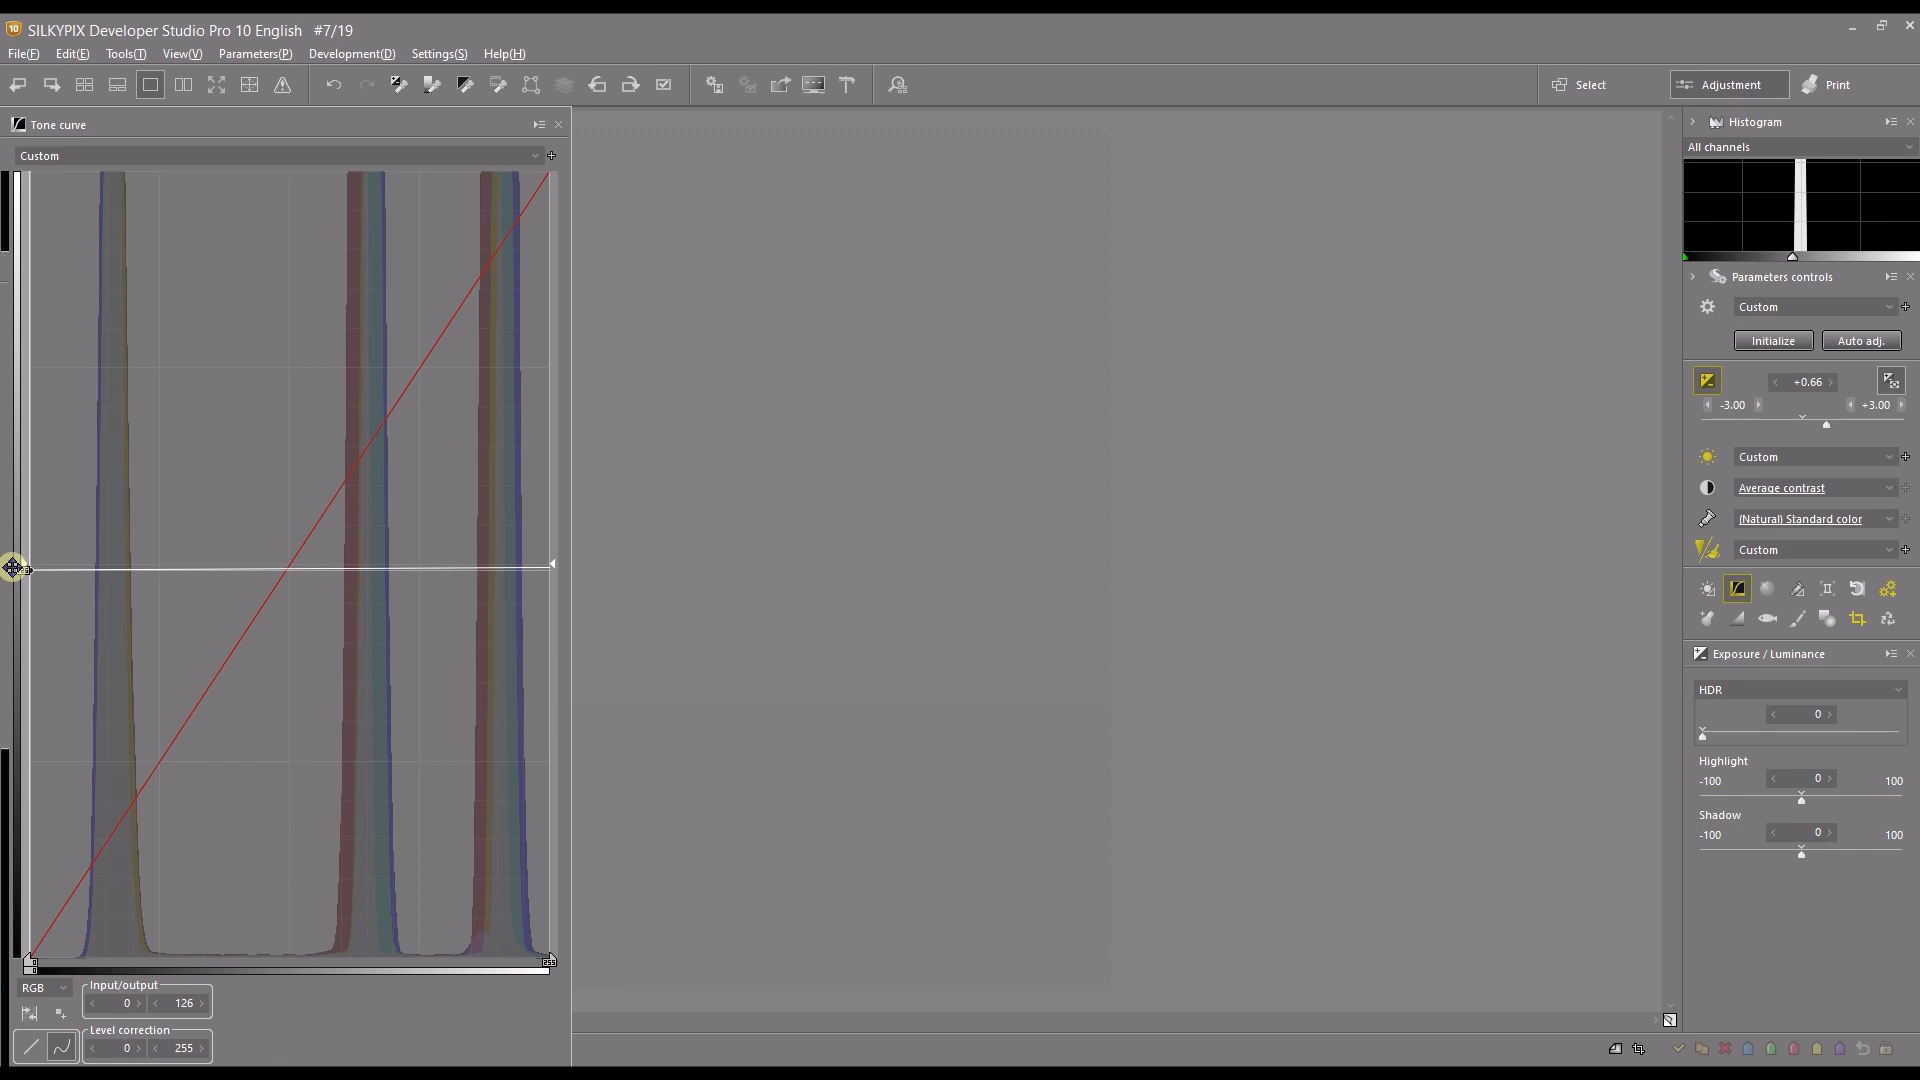 SILKYPIX Developer Studio Pro 10 English   #7/19
File(F) Edit(E) Tools(T) View(V) Parameters(P) Development(D) Settings(S) Help(H)
Select Adjustment Print
Tone curve
Custom
255
0
0
RGB
Input/output
0 126
Level correction
0 255
Histogram
All channels
Parameters controls
Custom
Initialize Auto adj.
+0.66
-3.00 +3.00
Custom
Average contrast
(Natural) Standard color
Custom
Exposure / Luminance
HDR
0
Highlight
-100 0 100
Shadow
-100 0 100